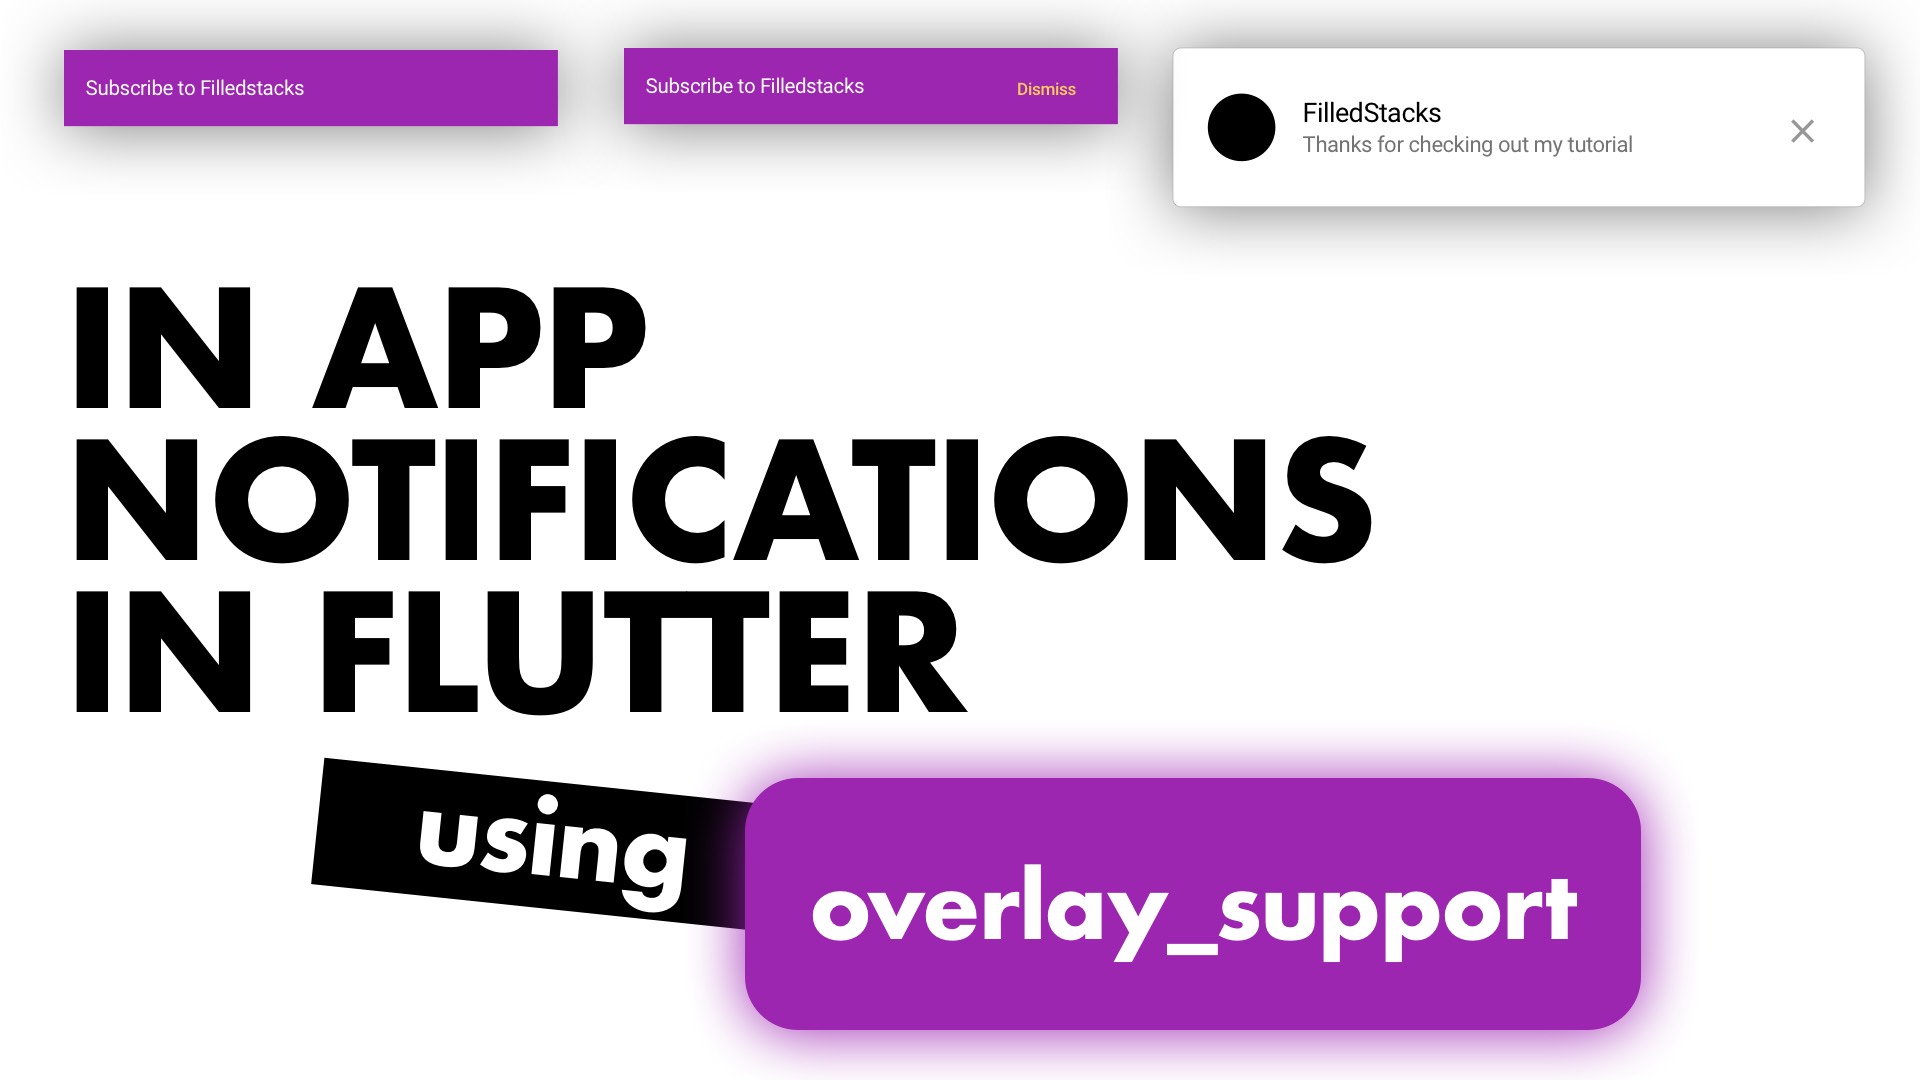 Subscribe to Filledstacks
Subscribe to Filledstacks
Dismiss
FilledStacks
Thanks for checking out my tutorial
IN APP
NOTIFICATIONS
IN FLUTTER
using
overlay_support